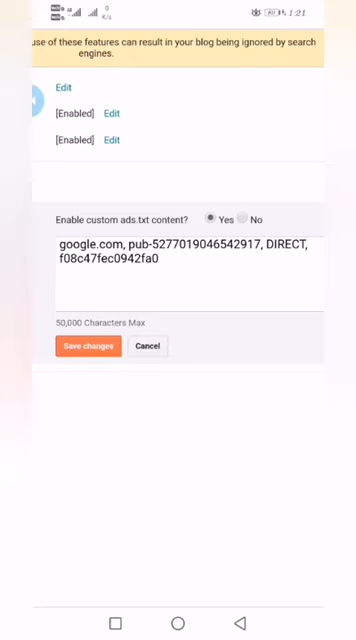 0
K/s
80
1:21
use of these features can result in your blog being ignored by search
engines.
Edit
[Enabled] Edit
[Enabled] Edit
Enable custom ads.txt content? Yes No
google.com, pub-5277019046542917, DIRECT,
f08c47fec0942fa0
50,000 Characters Max
Save changes Cancel